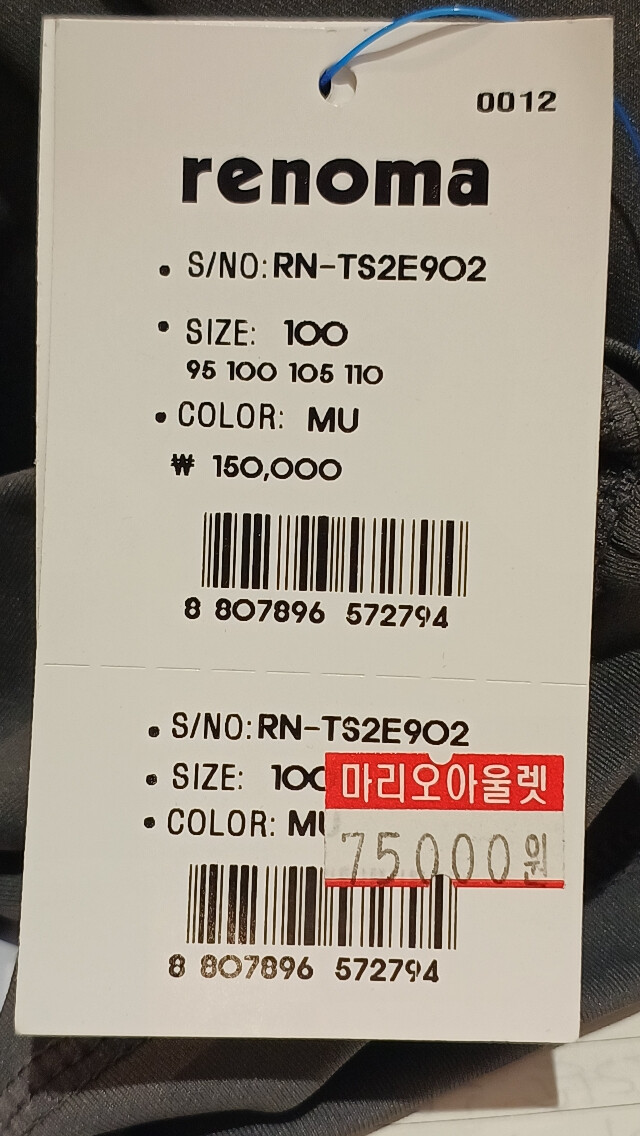 0012
renoma
• S/NO: RN-TS2E902
• SIZE: 100
95 100 105 110
• COLOR: MU
₩ 150,000
8 807896 572794
• S/NO: RN-TS2E902
• SIZE: 100
마리오아울렛
• COLOR: MU
75000원
8 807896 572794